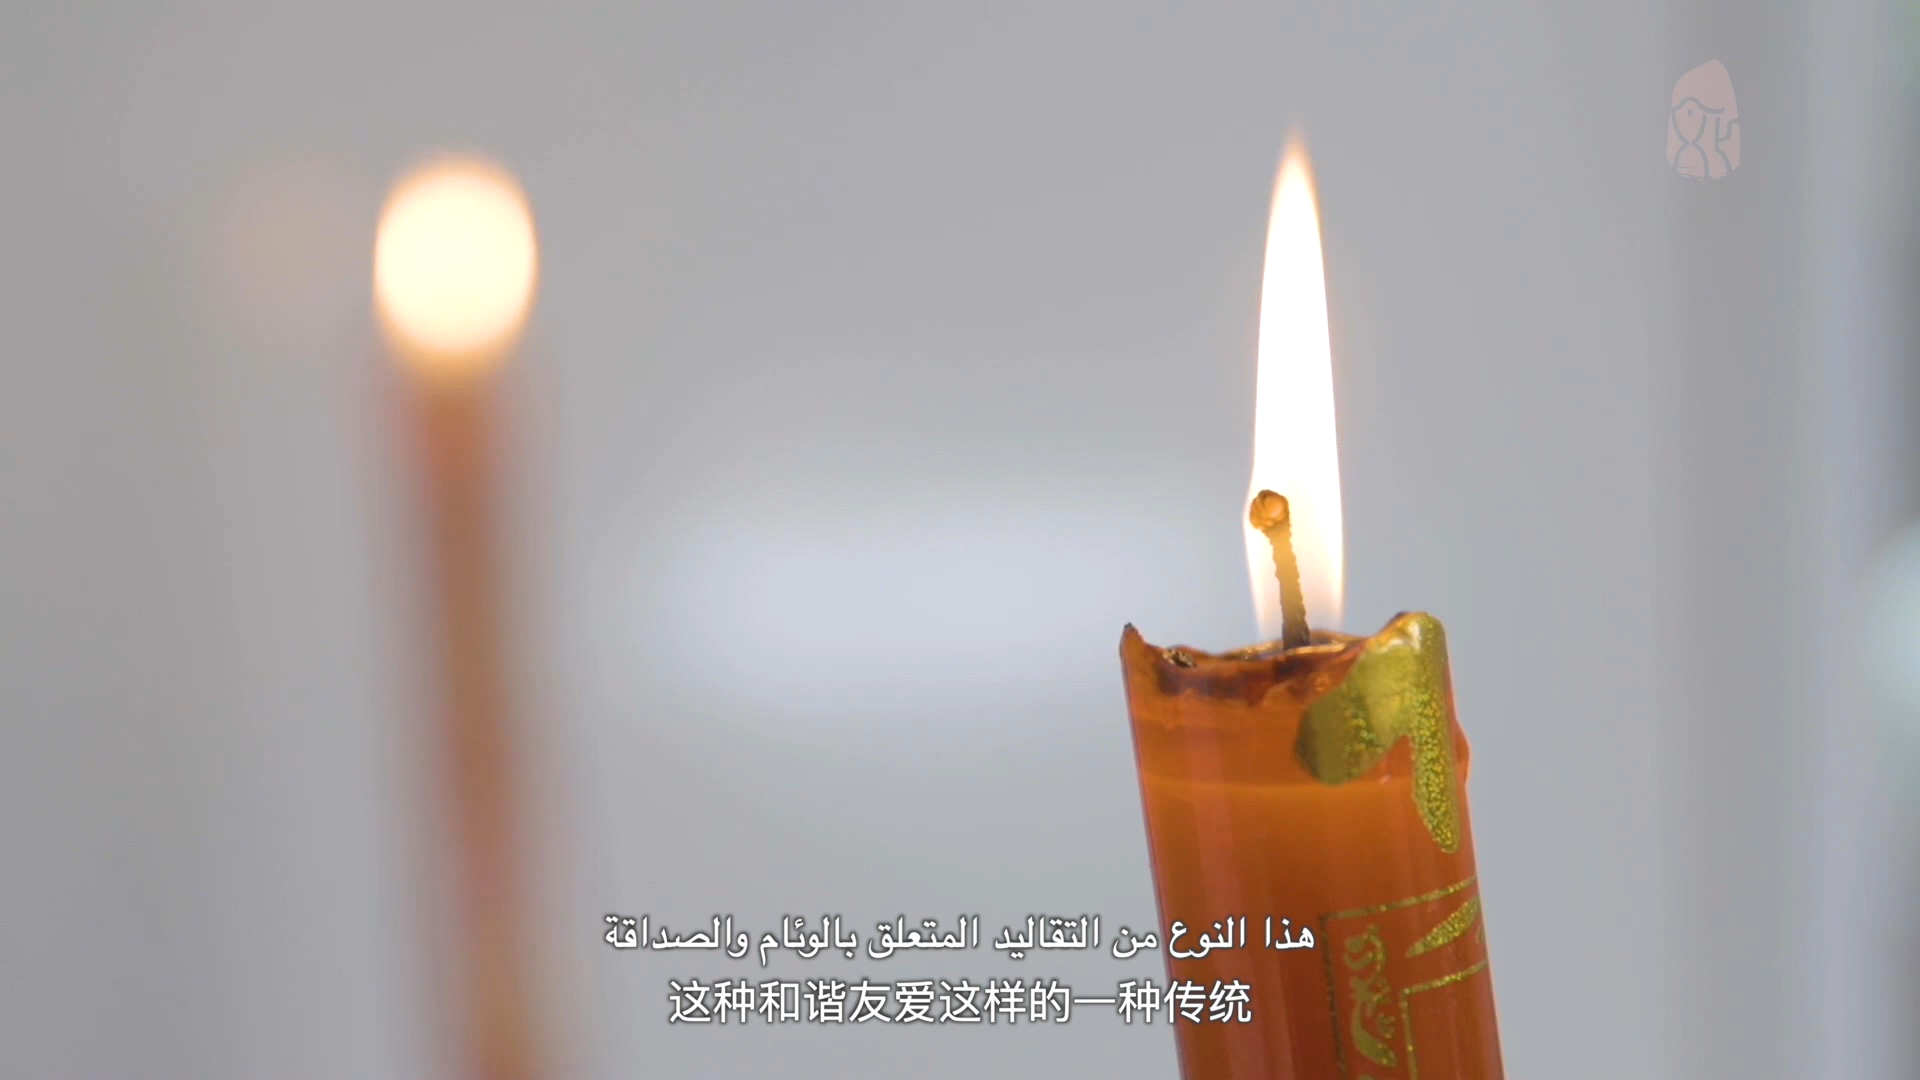 هذا النوع من التقاليد المتعلق بالوئام والصداقة
这种和谐友爱这样的一种传统